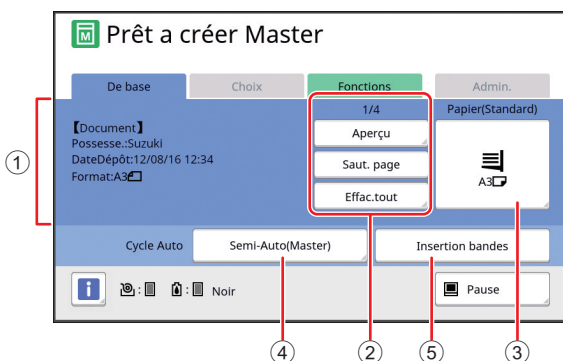 Prêt a créer Master
De base
Choix
Fonctions
Admin.
【Document】
Possesse.:Suzuki
DateDépôt:12/08/16 12:34
Format:A3
1/4
Aperçu
Saut. page
Effac.tout
Papier(Standard)
A3
Cycle Auto
Semi-Auto(Master)
Insertion bandes
i
: : Noir
Pause
1
4
2
5
3